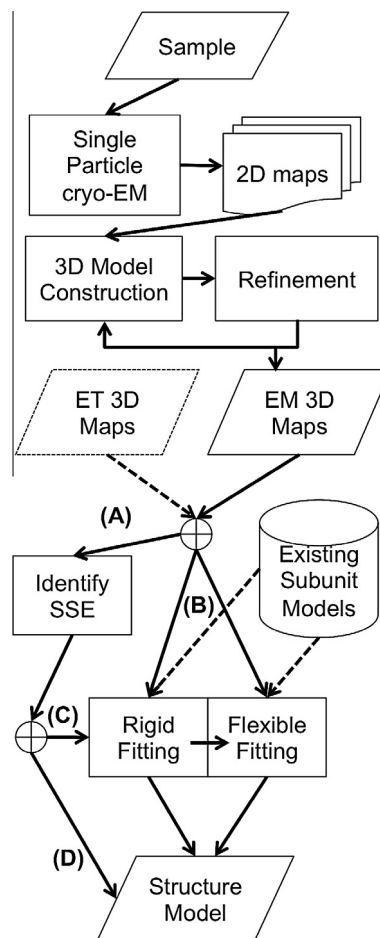 Sample
Single
Particle
cryo-EM
2D maps
3D Model
Construction
Refinement
ET 3D
Maps
EM 3D
Maps
(A)
Identify
SSE
(B)
Existing
Subunit
Models
(C)
Rigid
Fitting
Flexible
Fitting
(D)
Structure
Model